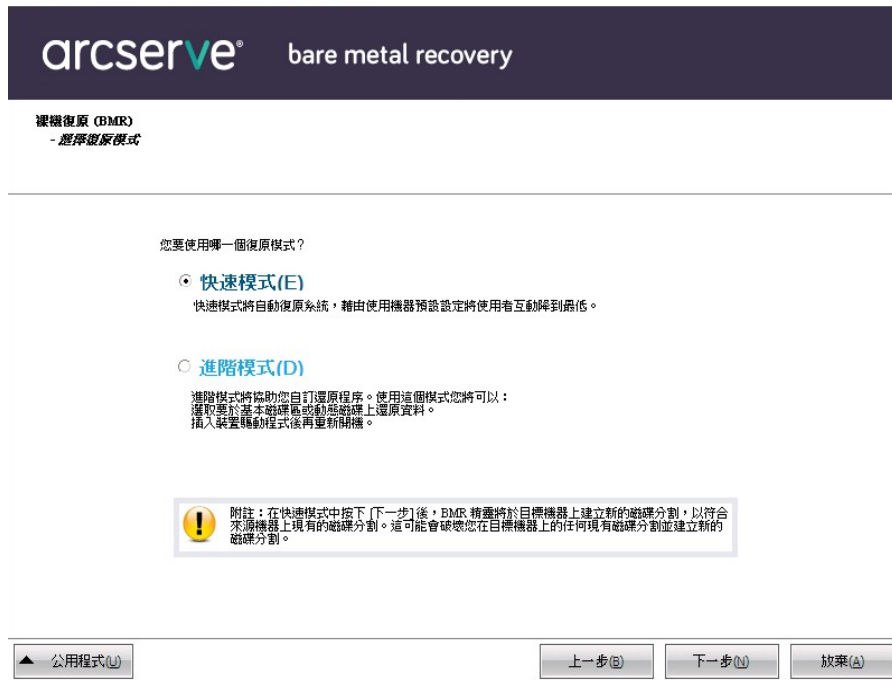 arcserve® bare metal recovery
裸機復原 (BMR)
- 選擇復原模式
您要使用哪一個復原模式？
快速模式(E)
快速模式將自動復原系統，藉由使用機器預設設定將使用者互動降到最低。
進階模式(D)
進階模式將協助您自訂還原程序。使用這個模式您將可以：
選取要於基本磁碟區或動態磁碟上還原資料。
插入裝置驅動程式後再重新開機。
附註：在快速模式中按下 [下一步] 後，BMR 精靈將於目標機器上建立新的磁碟分割，以符合
來源機器上現有的磁碟分割。這可能會破壞您在目標機器上的任何現有磁碟分割並建立新的
磁碟分割。
公用程式(U) 上一步(B) 下一步(N) 放棄(A)